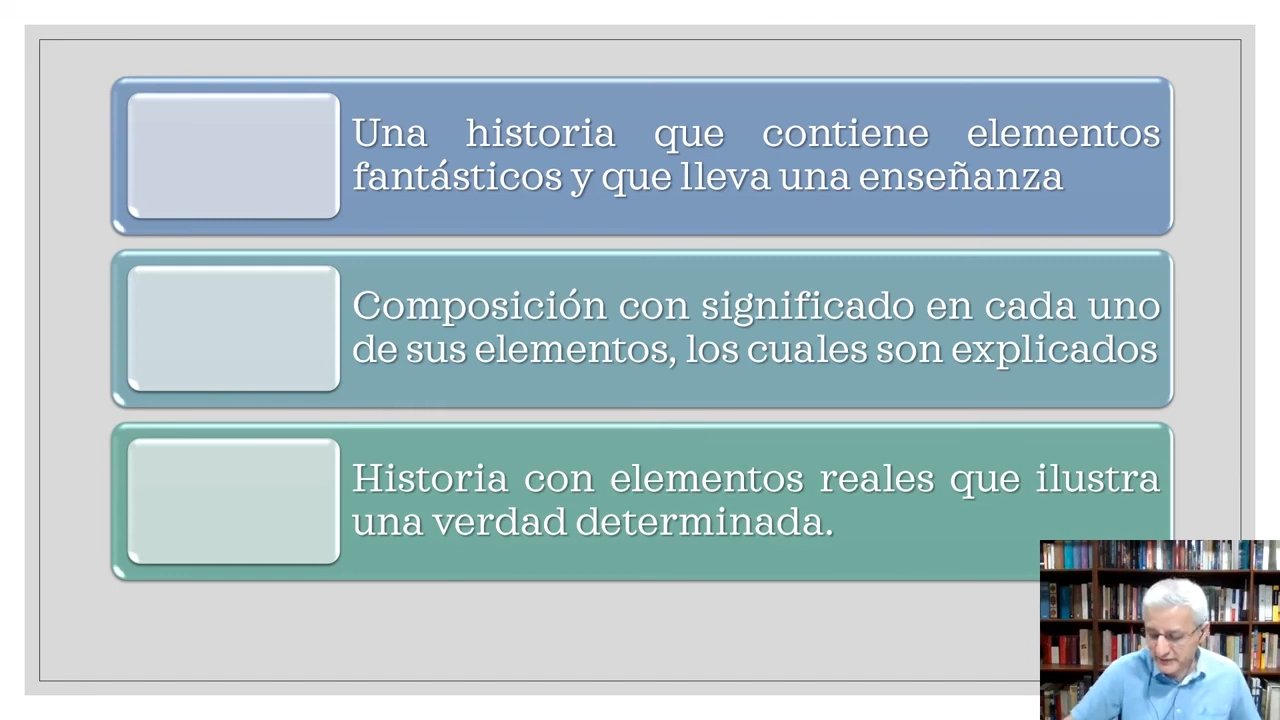 Una historia que contiene elementos
fantásticos y que lleva una enseñanza
Composición con significado en cada uno
de sus elementos, los cuales son explicados
Historia con elementos reales que ilustra
una verdad determinada.